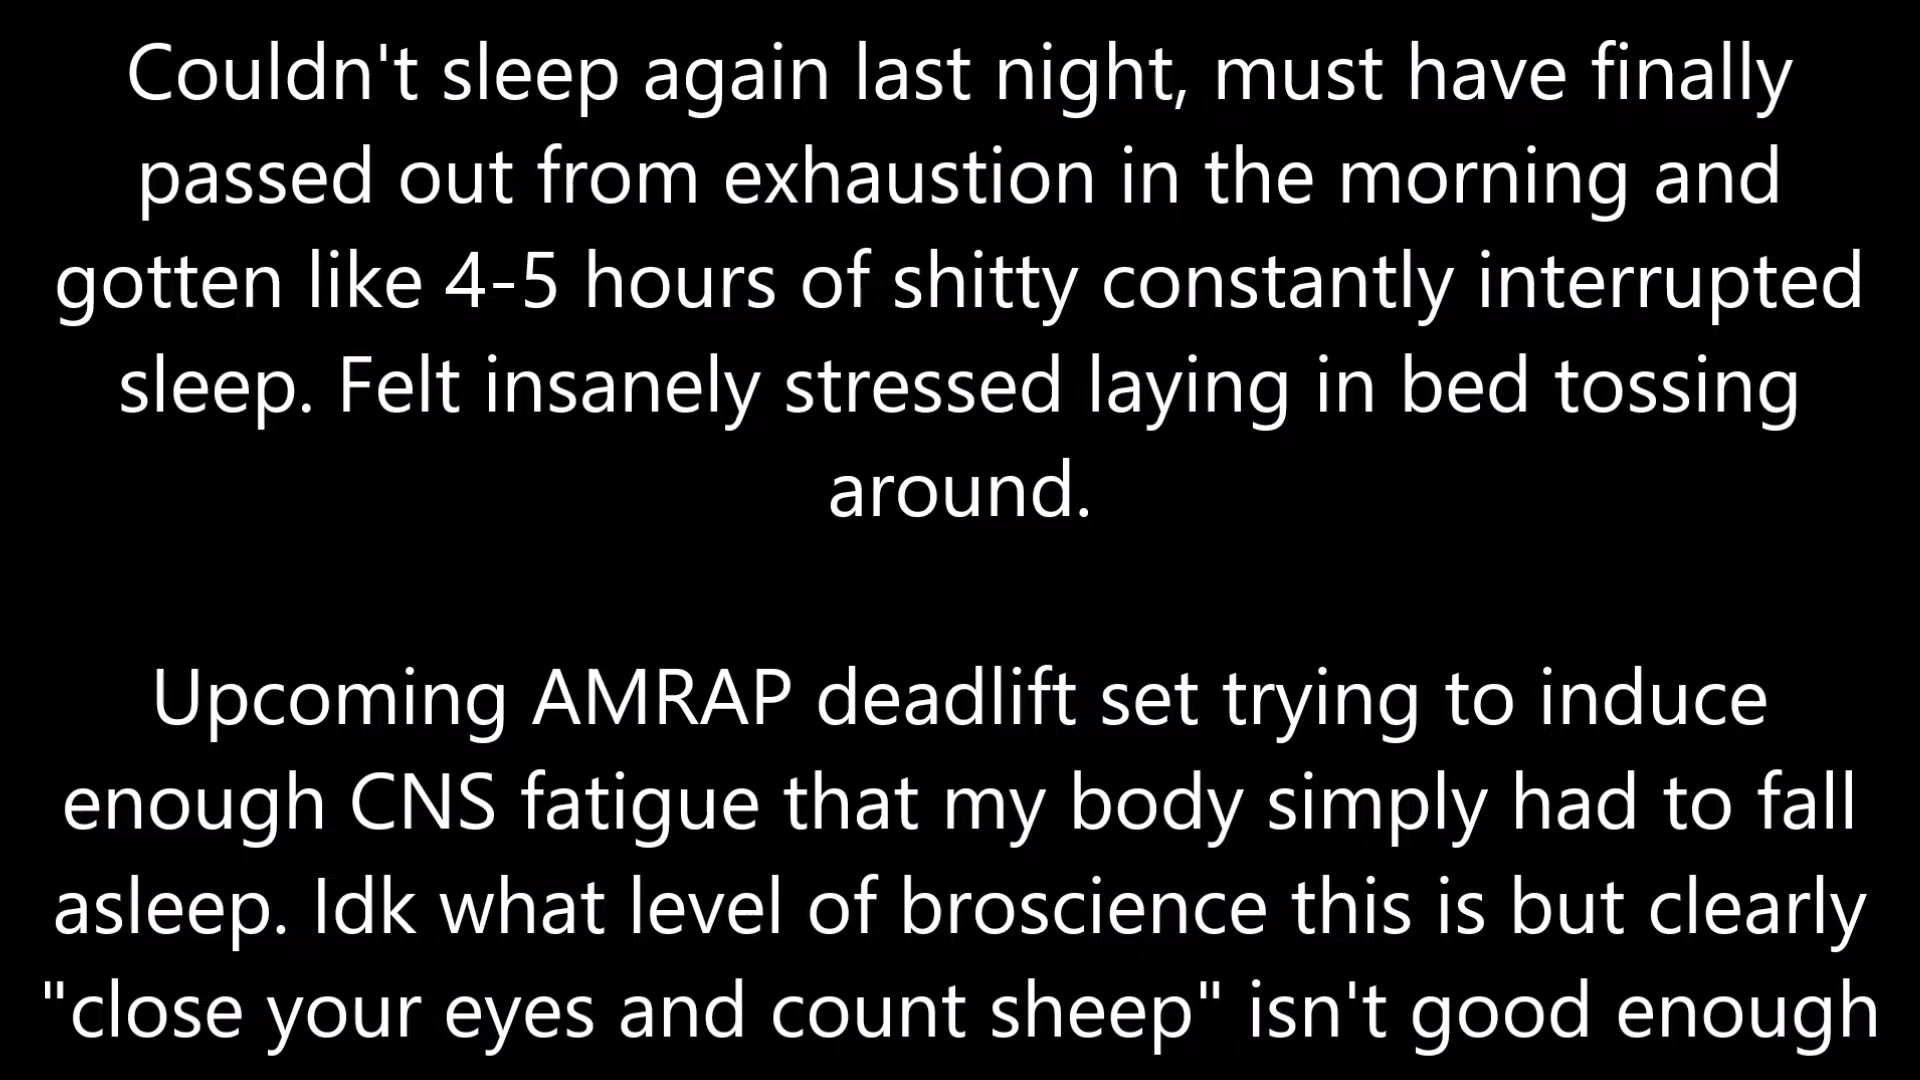 Couldn't sleep again last night, must have finally
passed out from exhaustion in the morning and
gotten like 4-5 hours of shitty constantly interrupted
sleep. Felt insanely stressed laying in bed tossing
around.
Upcoming AMRAP deadlift set trying to induce
enough CNS fatigue that my body simply had to fall
asleep. Idk what level of broscience this is but clearly
"close your eyes and count sheep" isn't good enough